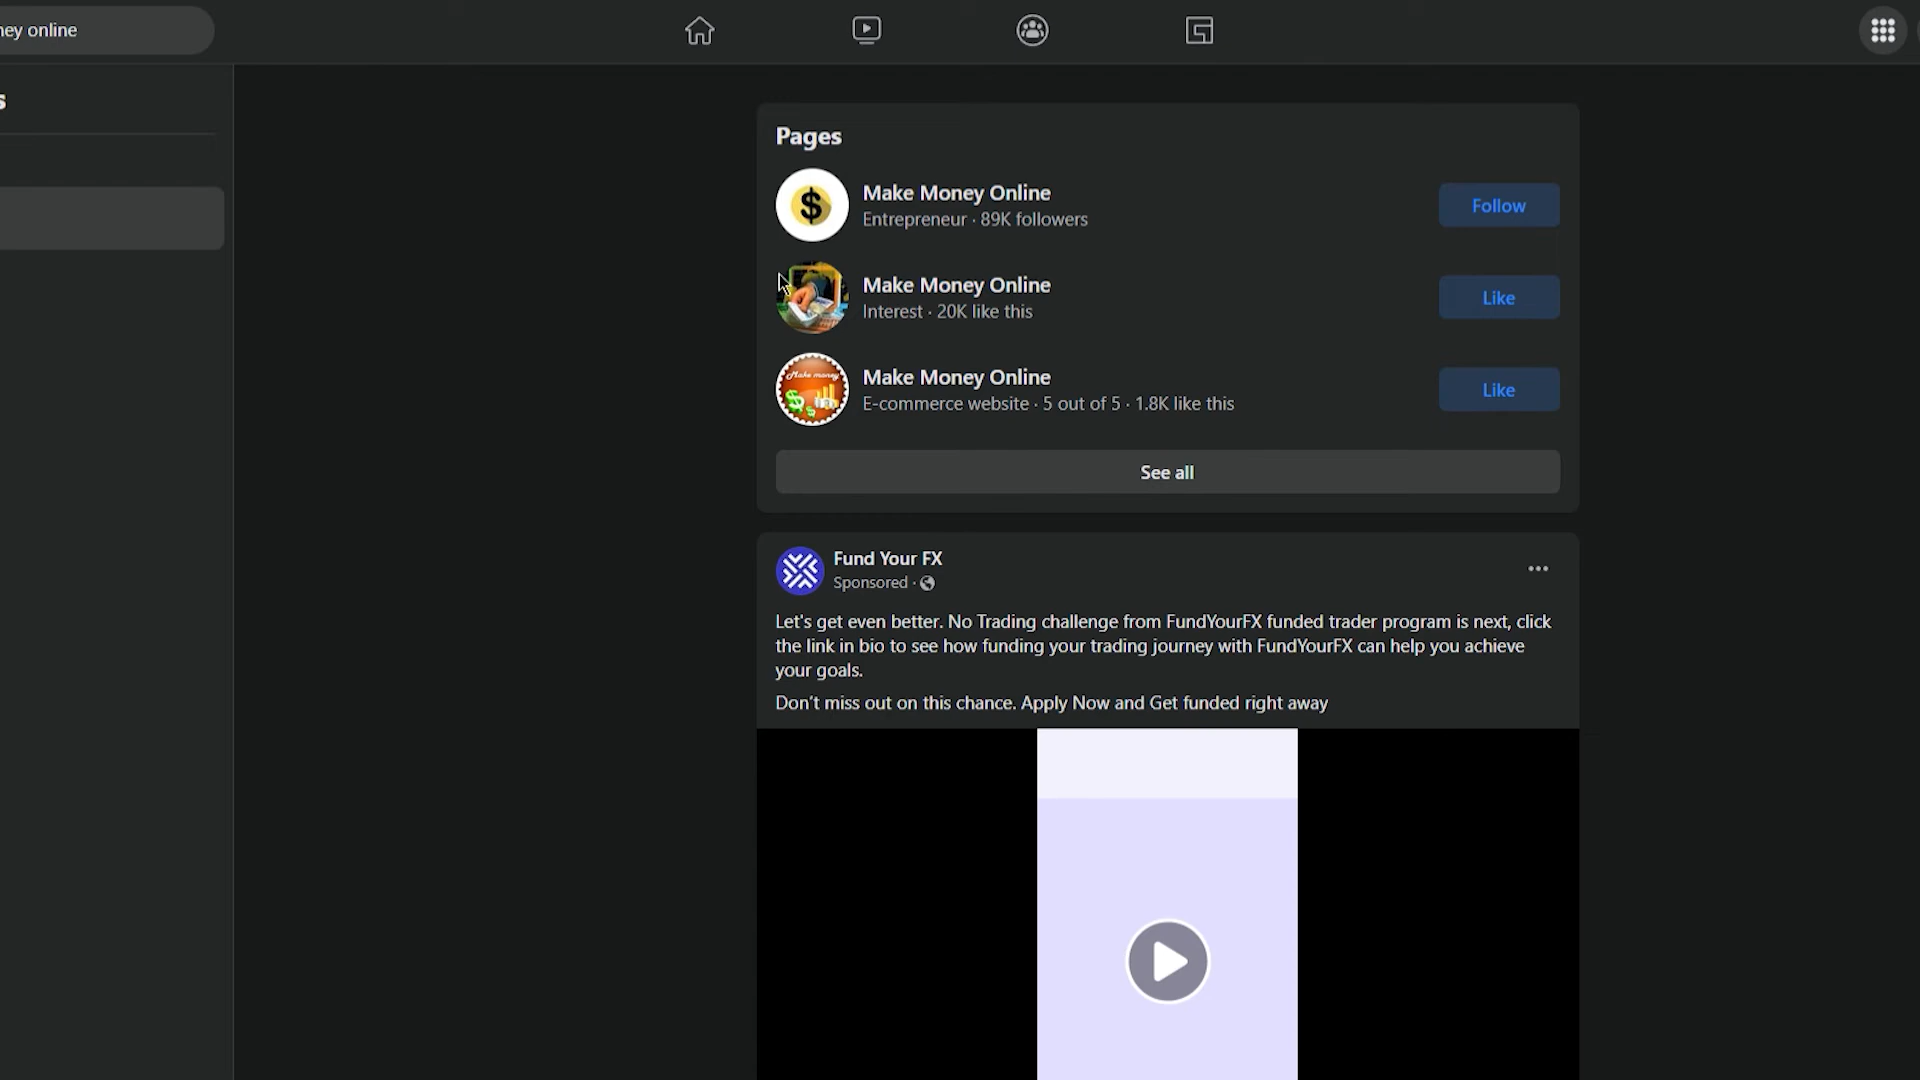 ney online
s
Pages
Make Money Online
Entrepreneur · 89K followers
Follow
Make Money Online
Interest · 20K like this
Like
Make money
Make Money Online
E-commerce website · 5 out of 5 · 1.8K like this
Like
See all
Fund Your FX
Sponsored ·
Let's get even better. No Trading challenge from FundYourFX funded trader program is next, click
the link in bio to see how funding your trading journey with FundYourFX can help you achieve
your goals.
Don't miss out on this chance. Apply Now and Get funded right away